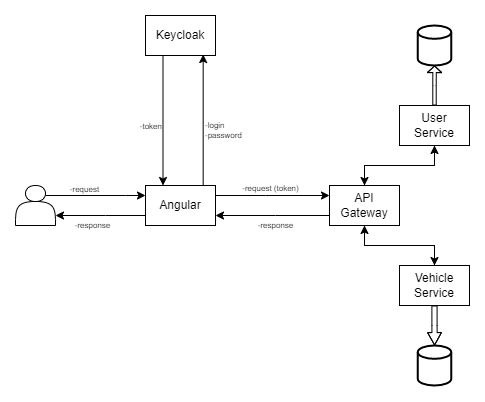 Keycloak
-token
-login
-password
-request
Angular
-response
-request (token)
-response
API
Gateway
User
Service
Vehicle
Service